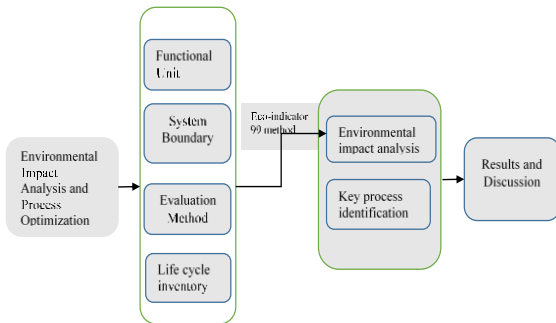 Environmental
Impact
Analysis and
Process
Optimization
Functional
Unit
System
Boundary
Evaluation
Method
Life cycle
inventory
Eco-indicator
99 method
Environmental
impact analysis
Key process
identification
Results and
Discussion